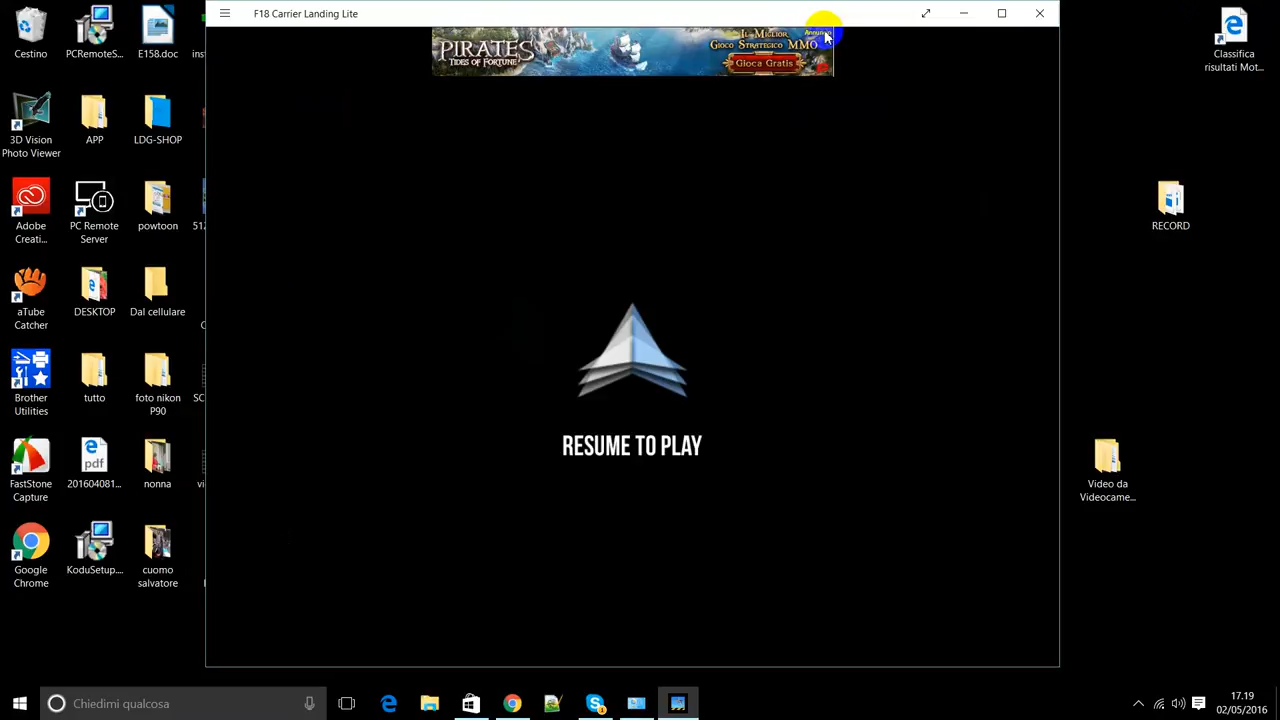 F18 Carrier Landing Lite
PIRATES
TIDES OF FORTUNE
IL MIGLIOR
GIOCO STRATEGICO MMO
Gioca Gratis
RESUME TO PLAY
Cestino
PCRemoteS...
E158.doc
3D Vision
Photo Viewer
APP
LDG-SHOP
Adobe
Creati...
PC Remote
Server
powtoon
aTube
Catcher
DESKTOP
Dal cellulare
Brother
Utilities
tutto
foto nikon
P90
FastStone
Capture
pdf
201604081...
nonna
Google
Chrome
KoduSetup....
cuomo
salvatore
Classifica
risultati Mot...
RECORD
Video da
Videocame...
Chiedimi qualcosa
17.19
02/05/2016